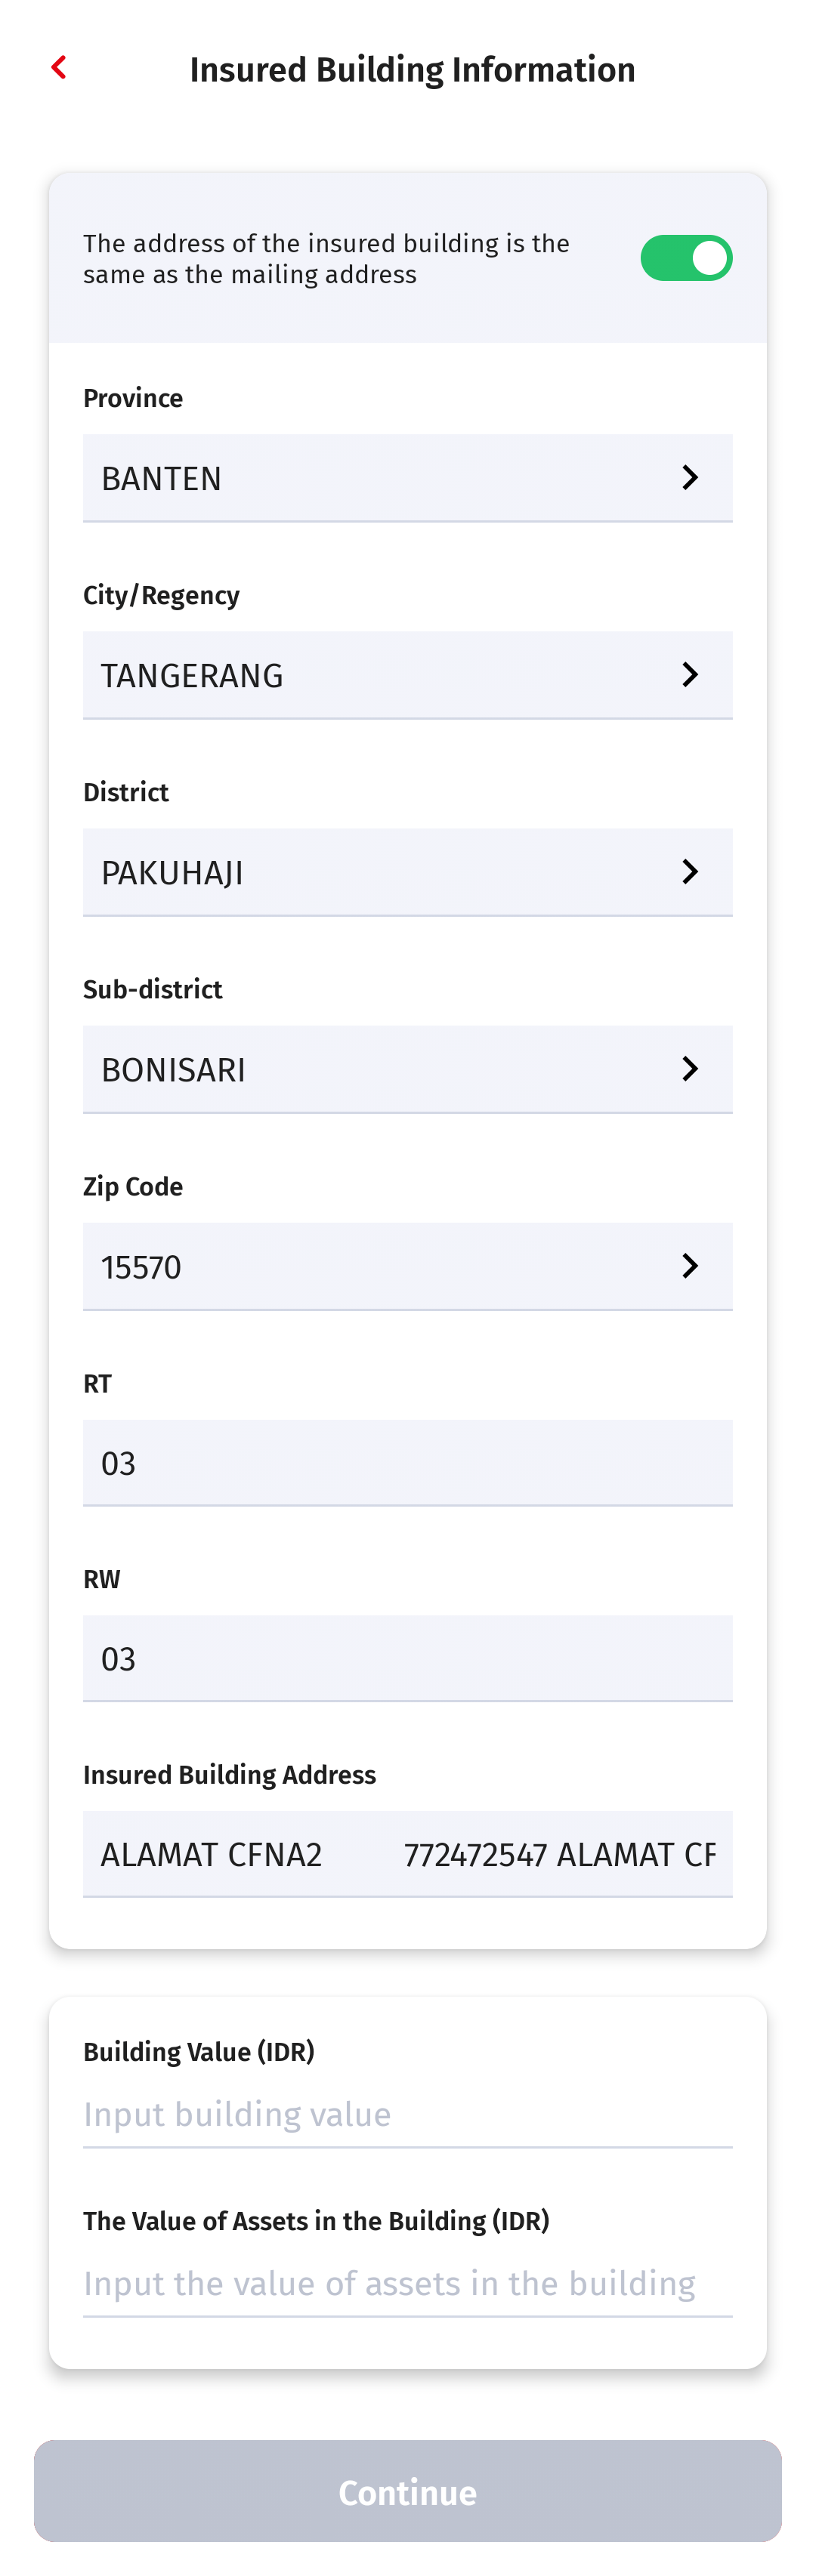 Insured Building Information
The address of the insured building is the
same as the mailing address
Province
BANTEN
City/Regency
TANGERANG
District
PAKUHAJI
Sub-district
BONISARI
Zip Code
15570
RT
03
RW
03
Insured Building Address
ALAMAT CFNA2 772472547 ALAMAT CF
Building Value (IDR)
Input building value
The Value of Assets in the Building (IDR)
Input the value of assets in the building
Continue